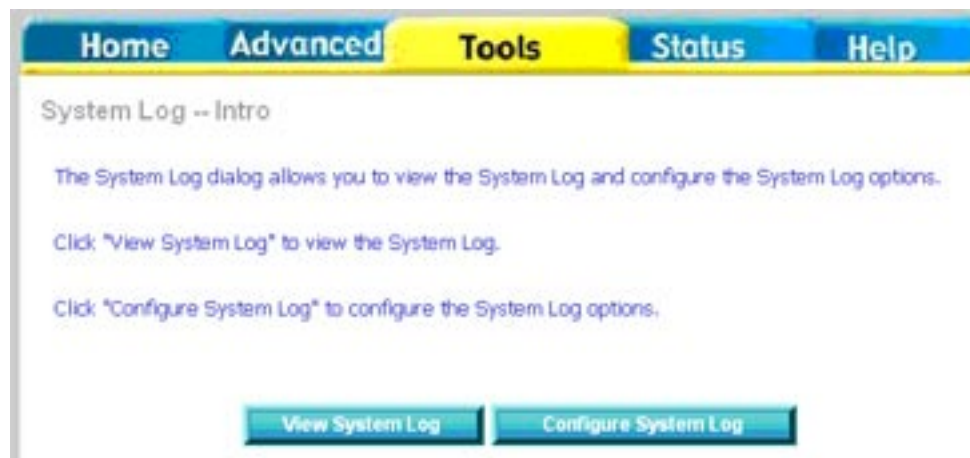 Home Advanced Tools Status Help
System Log -- Intro
The System Log dialog allows you to view the System Log and configure the System Log options.
Click "View System Log" to view the System Log.
Click "Configure System Log" to configure the System Log options.
View System Log Configure System Log